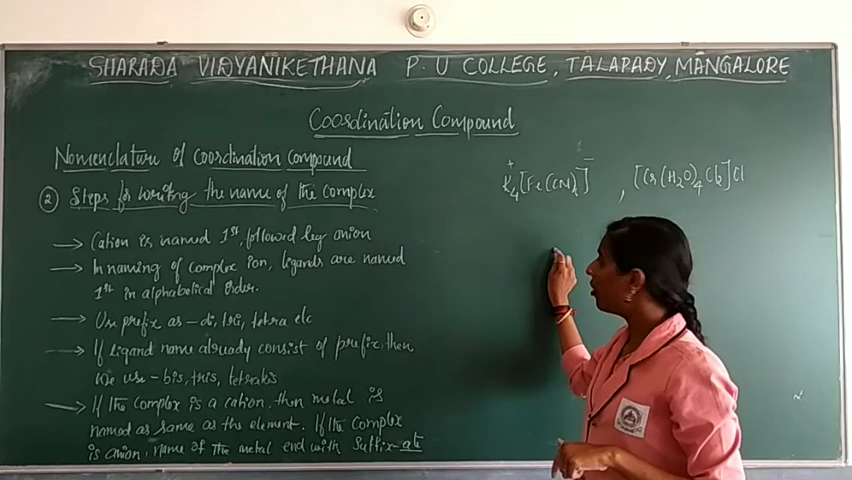 SHARADA VIDYANIKETHANA P.U COLLEGE, TALAPADY, MANGALORE
Coordination Compound
Nomenclature of coordination compound
② Steps for writing the name of the complex
→ Cation is named 1st, followed by anion
→ In naming of complex ion, ligands are named
1st in alphabetical order.
→ Use prefix as - di, tri, tetra etc
→ If ligand name already consist of prefix, then
we use - bis, tris, tetrakis
→ If the complex is a cation, then metal is
named as same as the element. If the complex
is anion, name of the metal end with suffix - ate
K₄⁺[Fe(CN)₆]⁻ , [Cr(H₂O)₄Cl₂]Cl